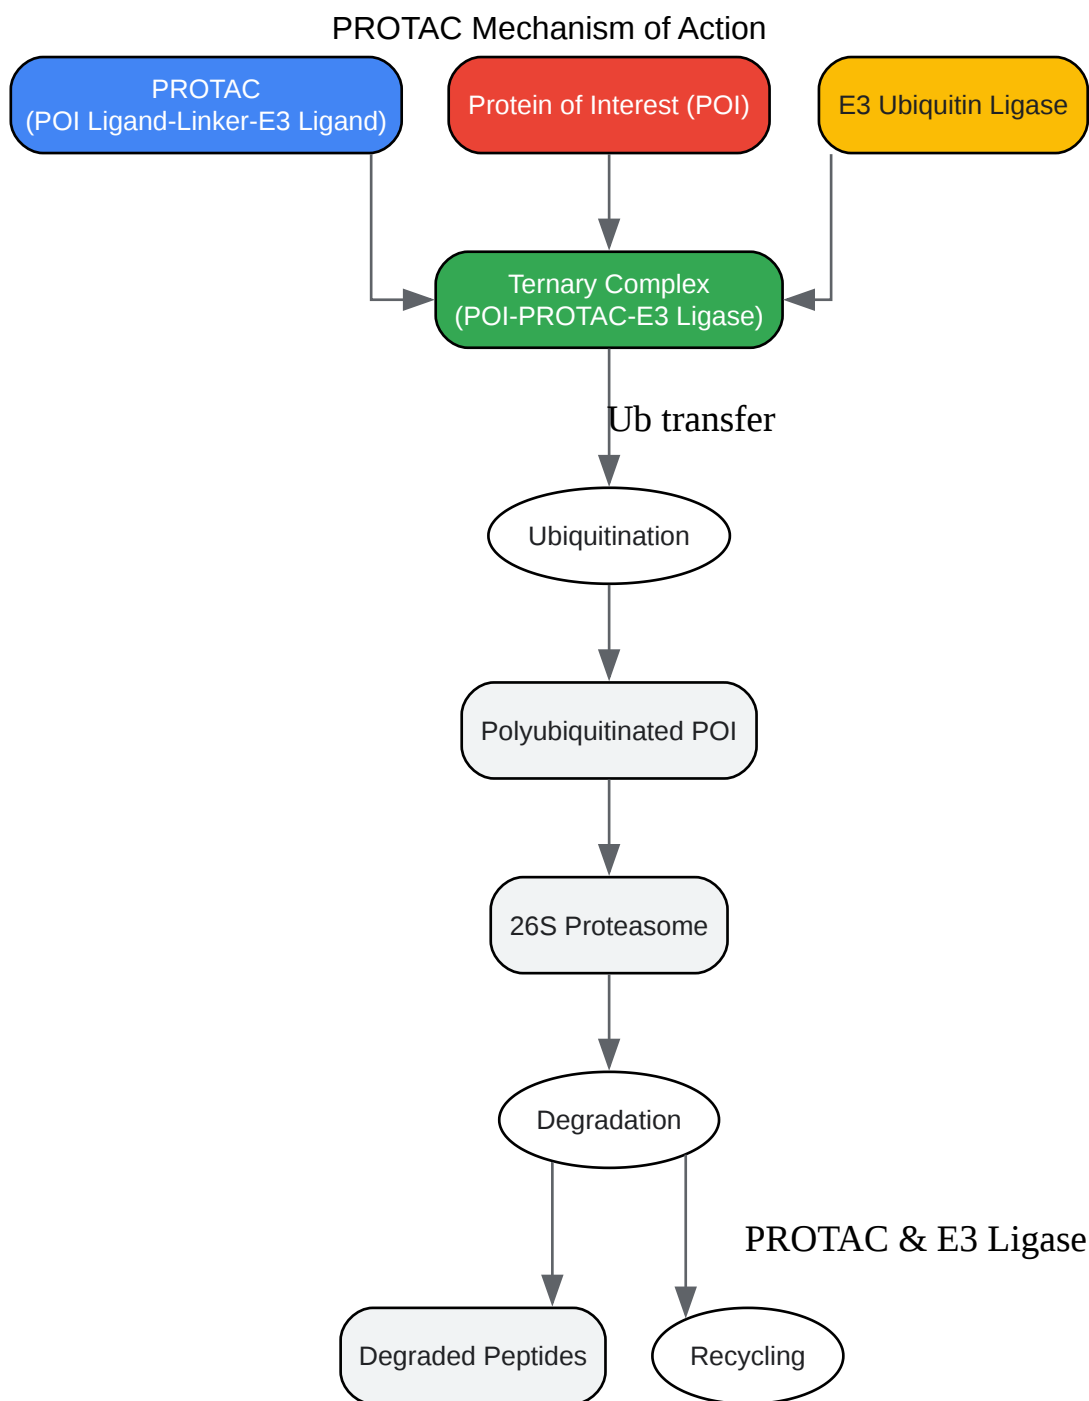 PROTAC Mechanism of Action
PROTAC
(POI Ligand-Linker-E3 Ligand)
Protein of Interest (POI)
E3 Ubiquitin Ligase
Ternary Complex
(POI-PROTAC-E3 Ligase)
Ub transfer
Ubiquitination
Polyubiquitinated POI
26S Proteasome
Degradation
PROTAC & E3 Ligase
Degraded Peptides
Recycling